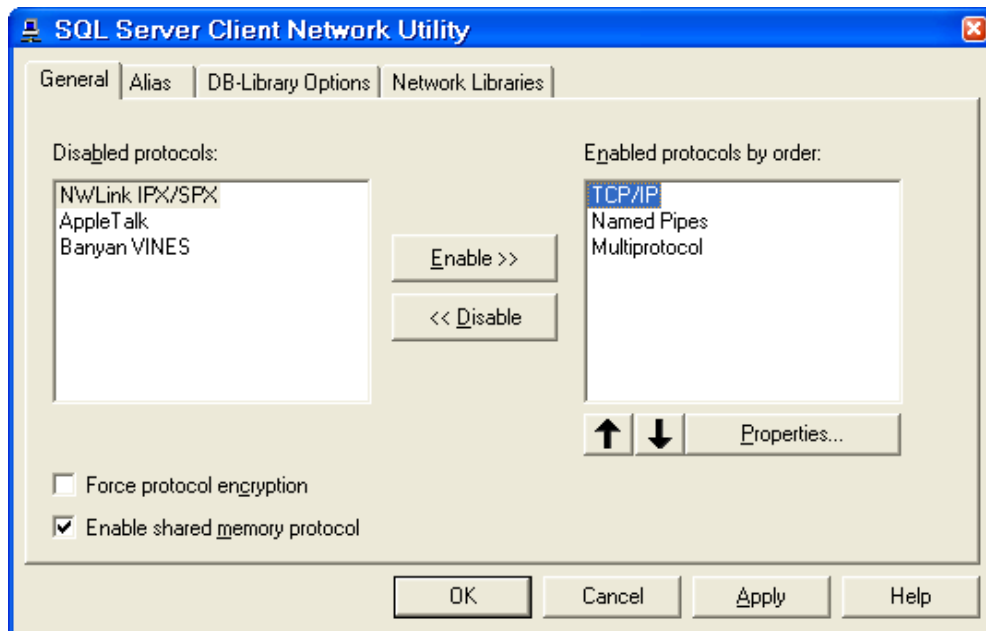 SQL Server Client Network Utility
General Alias DB-Library Options Network Libraries
Disabled protocols:
NWLink IPX/SPX
AppleTalk
Banyan VINES
Enable >>
<< Disable
Enabled protocols by order:
TCP/IP
Named Pipes
Multiprotocol
Properties...
Force protocol encryption
Enable shared memory protocol
OK Cancel Apply Help